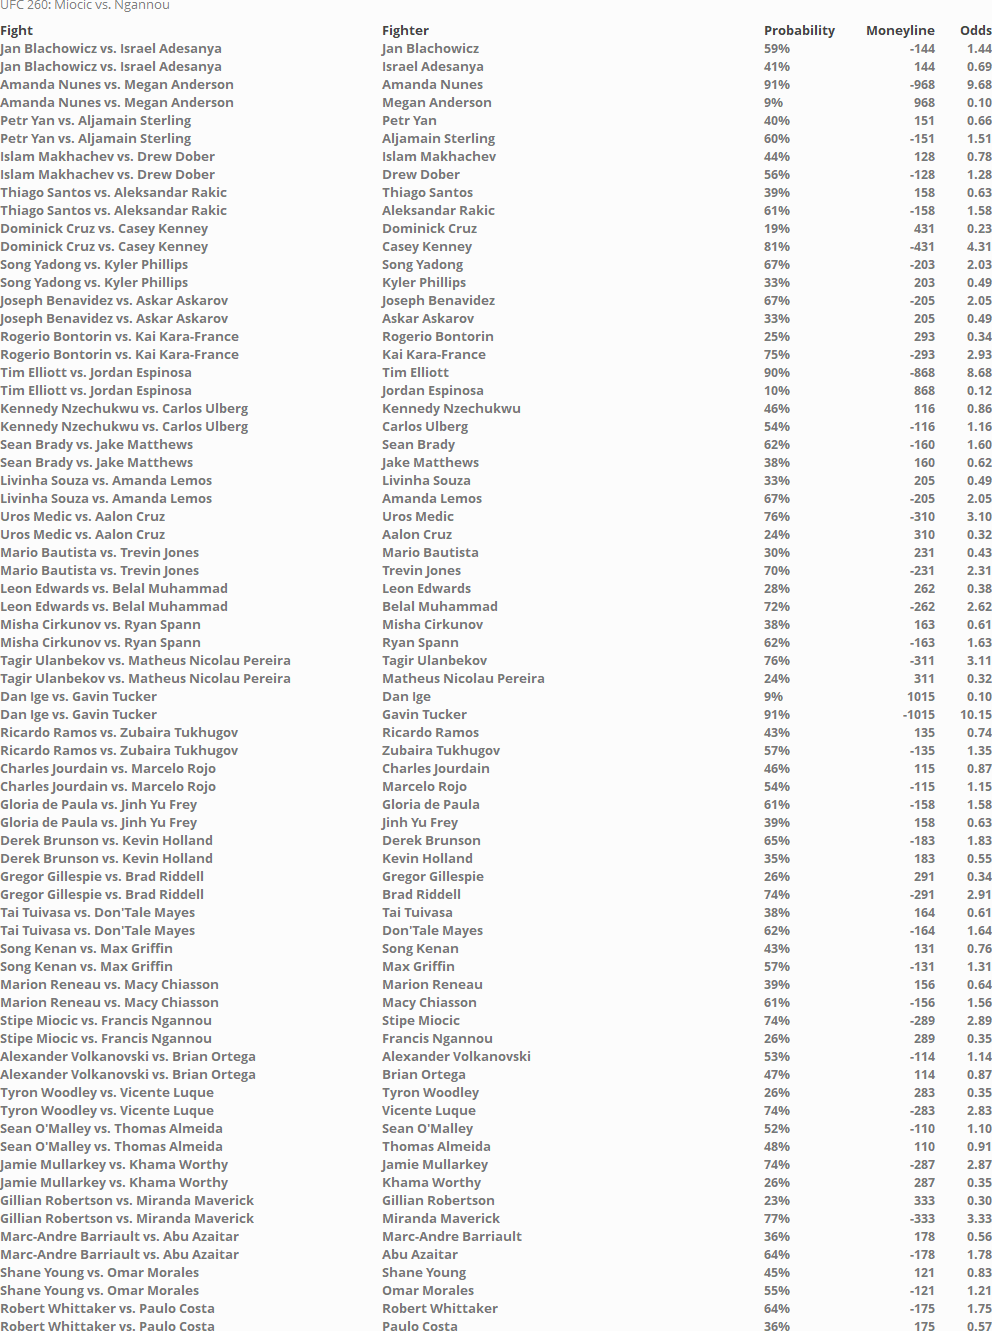 UFC 260: Miocic vs. Ngannou
Fight Fighter Probability Moneyline Odds
Jan Blachowicz vs. Israel Adesanya Jan Blachowicz 59% -144 1.44
Jan Blachowicz vs. Israel Adesanya Israel Adesanya 41% 144 0.69
Amanda Nunes vs. Megan Anderson Amanda Nunes 91% -968 9.68
Amanda Nunes vs. Megan Anderson Megan Anderson 9% 968 0.10
Petr Yan vs. Aljamain Sterling Petr Yan 40% 151 0.66
Petr Yan vs. Aljamain Sterling Aljamain Sterling 60% -151 1.51
Islam Makhachev vs. Drew Dober Islam Makhachev 44% 128 0.78
Islam Makhachev vs. Drew Dober Drew Dober 56% -128 1.28
Thiago Santos vs. Aleksandar Rakic Thiago Santos 39% 158 0.63
Thiago Santos vs. Aleksandar Rakic Aleksandar Rakic 61% -158 1.58
Dominick Cruz vs. Casey Kenney Dominick Cruz 19% 431 0.23
Dominick Cruz vs. Casey Kenney Casey Kenney 81% -431 4.31
Song Yadong vs. Kyler Phillips Song Yadong 67% -203 2.03
Song Yadong vs. Kyler Phillips Kyler Phillips 33% 203 0.49
Joseph Benavidez vs. Askar Askarov Joseph Benavidez 67% -205 2.05
Joseph Benavidez vs. Askar Askarov Askar Askarov 33% 205 0.49
Rogerio Bontorin vs. Kai Kara-France Rogerio Bontorin 25% 293 0.34
Rogerio Bontorin vs. Kai Kara-France Kai Kara-France 75% -293 2.93
Tim Elliott vs. Jordan Espinosa Tim Elliott 90% -868 8.68
Tim Elliott vs. Jordan Espinosa Jordan Espinosa 10% 868 0.12
Kennedy Nzechukwu vs. Carlos Ulberg Kennedy Nzechukwu 46% 116 0.86
Kennedy Nzechukwu vs. Carlos Ulberg Carlos Ulberg 54% -116 1.16
Sean Brady vs. Jake Matthews Sean Brady 62% -160 1.60
Sean Brady vs. Jake Matthews Jake Matthews 38% 160 0.62
Livinha Souza vs. Amanda Lemos Livinha Souza 33% 205 0.49
Livinha Souza vs. Amanda Lemos Amanda Lemos 67% -205 2.05
Uros Medic vs. Aalon Cruz Uros Medic 76% -310 3.10
Uros Medic vs. Aalon Cruz Aalon Cruz 24% 310 0.32
Mario Bautista vs. Trevin Jones Mario Bautista 30% 231 0.43
Mario Bautista vs. Trevin Jones Trevin Jones 70% -231 2.31
Leon Edwards vs. Belal Muhammad Leon Edwards 28% 262 0.38
Leon Edwards vs. Belal Muhammad Belal Muhammad 72% -262 2.62
Misha Cirkunov vs. Ryan Spann Misha Cirkunov 38% 163 0.61
Misha Cirkunov vs. Ryan Spann Ryan Spann 62% -163 1.63
Tagir Ulanbekov vs. Matheus Nicolau Pereira Tagir Ulanbekov 76% -311 3.11
Tagir Ulanbekov vs. Matheus Nicolau Pereira Matheus Nicolau Pereira 24% 311 0.32
Dan Ige vs. Gavin Tucker Dan Ige 9% 1015 0.10
Dan Ige vs. Gavin Tucker Gavin Tucker 91% -1015 10.15
Ricardo Ramos vs. Zubaira Tukhugov Ricardo Ramos 43% 135 0.74
Ricardo Ramos vs. Zubaira Tukhugov Zubaira Tukhugov 57% -135 1.35
Charles Jourdain vs. Marcelo Rojo Charles Jourdain 46% 115 0.87
Charles Jourdain vs. Marcelo Rojo Marcelo Rojo 54% -115 1.15
Gloria de Paula vs. Jinh Yu Frey Gloria de Paula 61% -158 1.58
Gloria de Paula vs. Jinh Yu Frey Jinh Yu Frey 39% 158 0.63
Derek Brunson vs. Kevin Holland Derek Brunson 65% -183 1.83
Derek Brunson vs. Kevin Holland Kevin Holland 35% 183 0.55
Gregor Gillespie vs. Brad Riddell Gregor Gillespie 26% 291 0.34
Gregor Gillespie vs. Brad Riddell Brad Riddell 74% -291 2.91
Tai Tuivasa vs. Don'Tale Mayes Tai Tuivasa 38% 164 0.61
Tai Tuivasa vs. Don'Tale Mayes Don'Tale Mayes 62% -164 1.64
Song Kenan vs. Max Griffin Song Kenan 43% 131 0.76
Song Kenan vs. Max Griffin Max Griffin 57% -131 1.31
Marion Reneau vs. Macy Chiasson Marion Reneau 39% 156 0.64
Marion Reneau vs. Macy Chiasson Macy Chiasson 61% -156 1.56
Stipe Miocic vs. Francis Ngannou Stipe Miocic 74% -289 2.89
Stipe Miocic vs. Francis Ngannou Francis Ngannou 26% 289 0.35
Alexander Volkanovski vs. Brian Ortega Alexander Volkanovski 53% -114 1.14
Alexander Volkanovski vs. Brian Ortega Brian Ortega 47% 114 0.87
Tyron Woodley vs. Vicente Luque Tyron Woodley 26% 283 0.35
Tyron Woodley vs. Vicente Luque Vicente Luque 74% -283 2.83
Sean O'Malley vs. Thomas Almeida Sean O'Malley 52% -110 1.10
Sean O'Malley vs. Thomas Almeida Thomas Almeida 48% 110 0.91
Jamie Mullarkey vs. Khama Worthy Jamie Mullarkey 74% -287 2.87
Jamie Mullarkey vs. Khama Worthy Khama Worthy 26% 287 0.35
Gillian Robertson vs. Miranda Maverick Gillian Robertson 23% 333 0.30
Gillian Robertson vs. Miranda Maverick Miranda Maverick 77% -333 3.33
Marc-Andre Barriault vs. Abu Azaitar Marc-Andre Barriault 36% 178 0.56
Marc-Andre Barriault vs. Abu Azaitar Abu Azaitar 64% -178 1.78
Shane Young vs. Omar Morales Shane Young 45% 121 0.83
Shane Young vs. Omar Morales Omar Morales 55% -121 1.21
Robert Whittaker vs. Paulo Costa Robert Whittaker 64% -175 1.75
Robert Whittaker vs. Paulo Costa Paulo Costa 36% 175 0.57